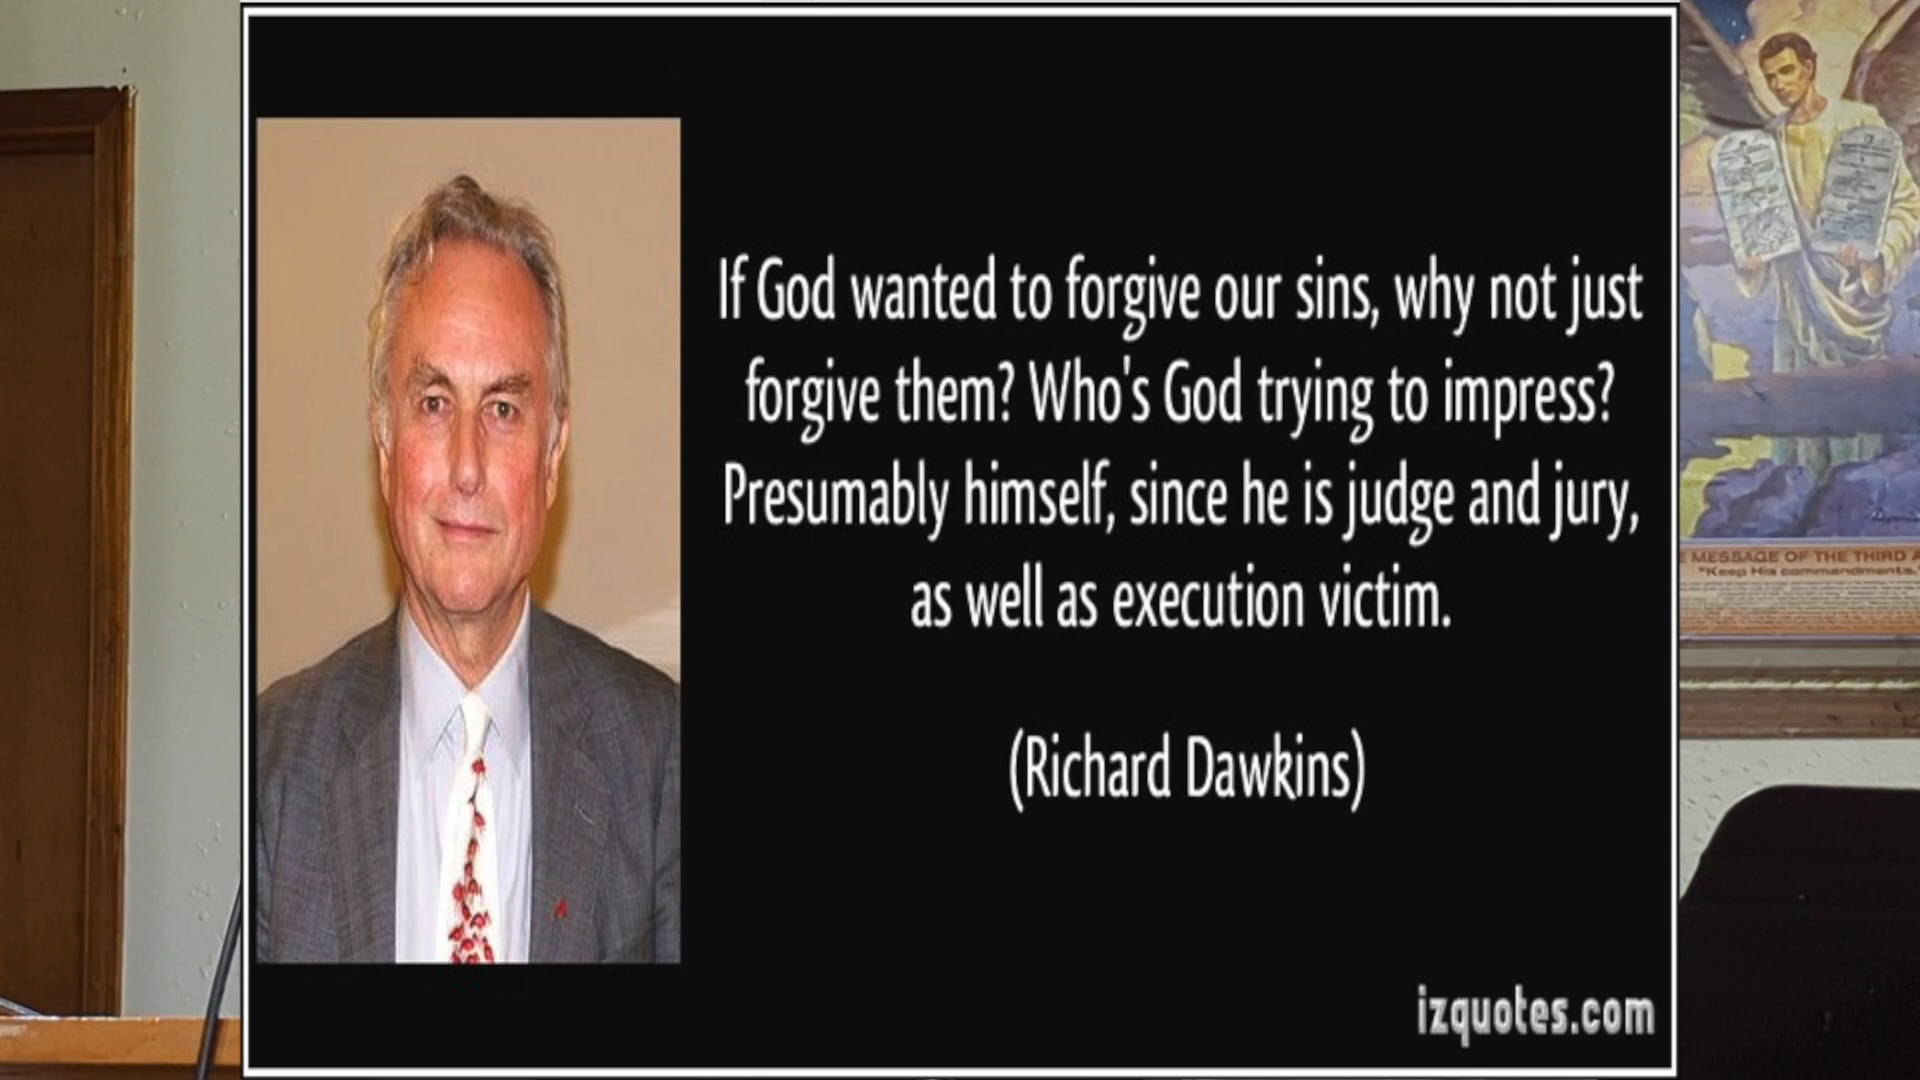 If God wanted to forgive our sins, why not just
forgive them? Who's God trying to impress?
Presumably himself, since he is judge and jury,
as well as execution victim.
(Richard Dawkins)
izquotes.com
MESSAGE OF THE THIRD
"Keep His commandments."